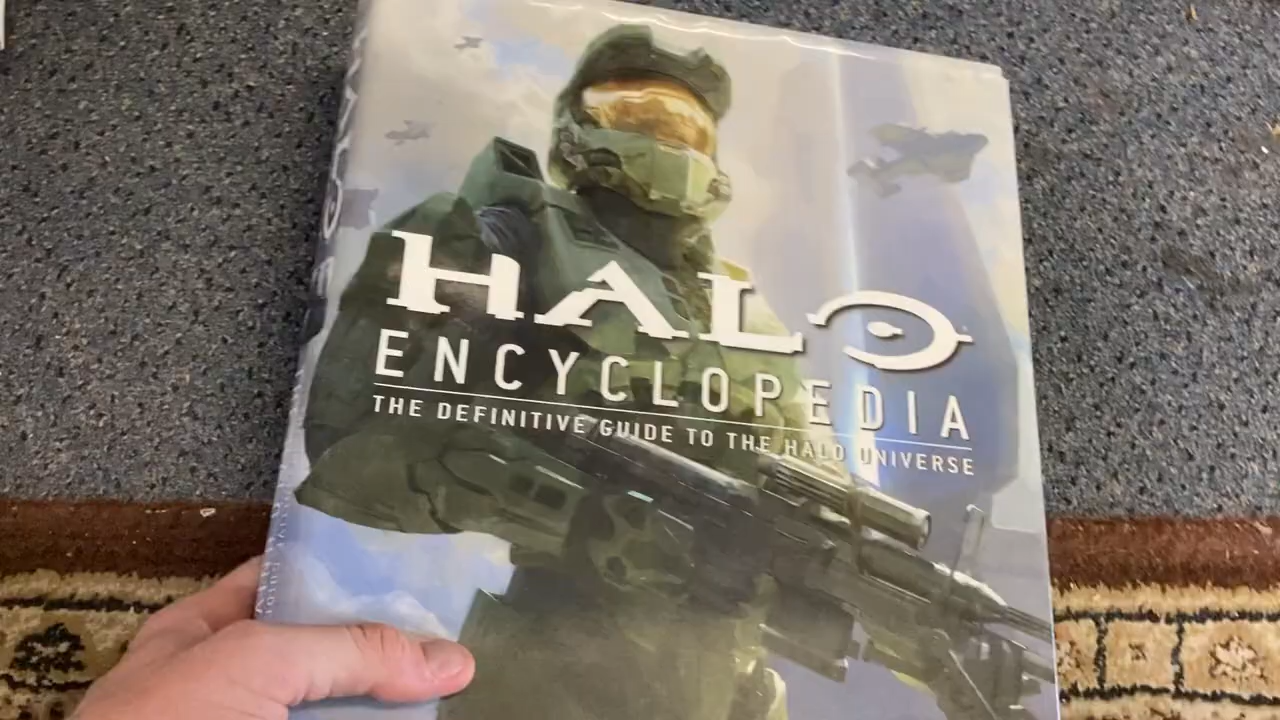 HALO
ENCYCLOPEDIA
THE DEFINITIVE GUIDE TO THE HALO UNIVERSE